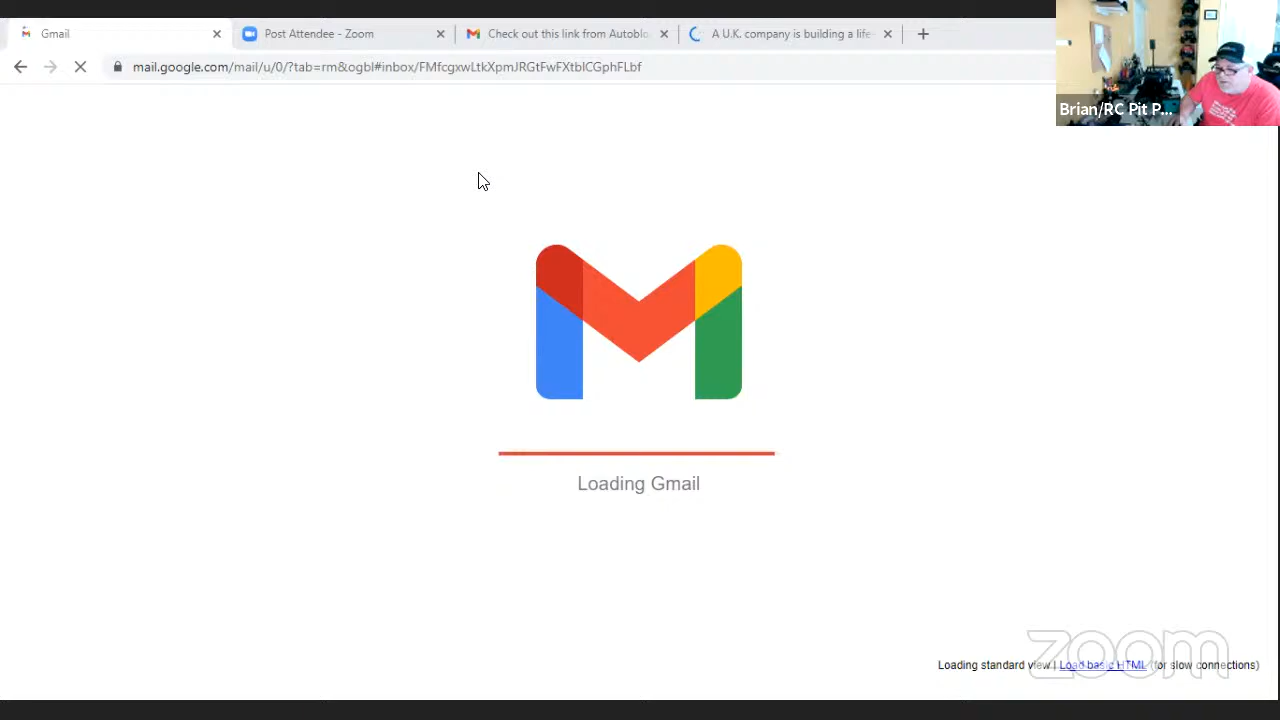 Gmail
Post Attendee - Zoom
Check out this link from Autoblo
A U.K. company is building a life-
mail.google.com/mail/u/0/?tab=rm&ogbl#inbox/FMfcgxwLtkXpmJRGtFwFXtblCGphFLbf
Brian/RC Pit P...
Loading Gmail
zoom
Loading standard view | Load basic HTML (for slow connections)